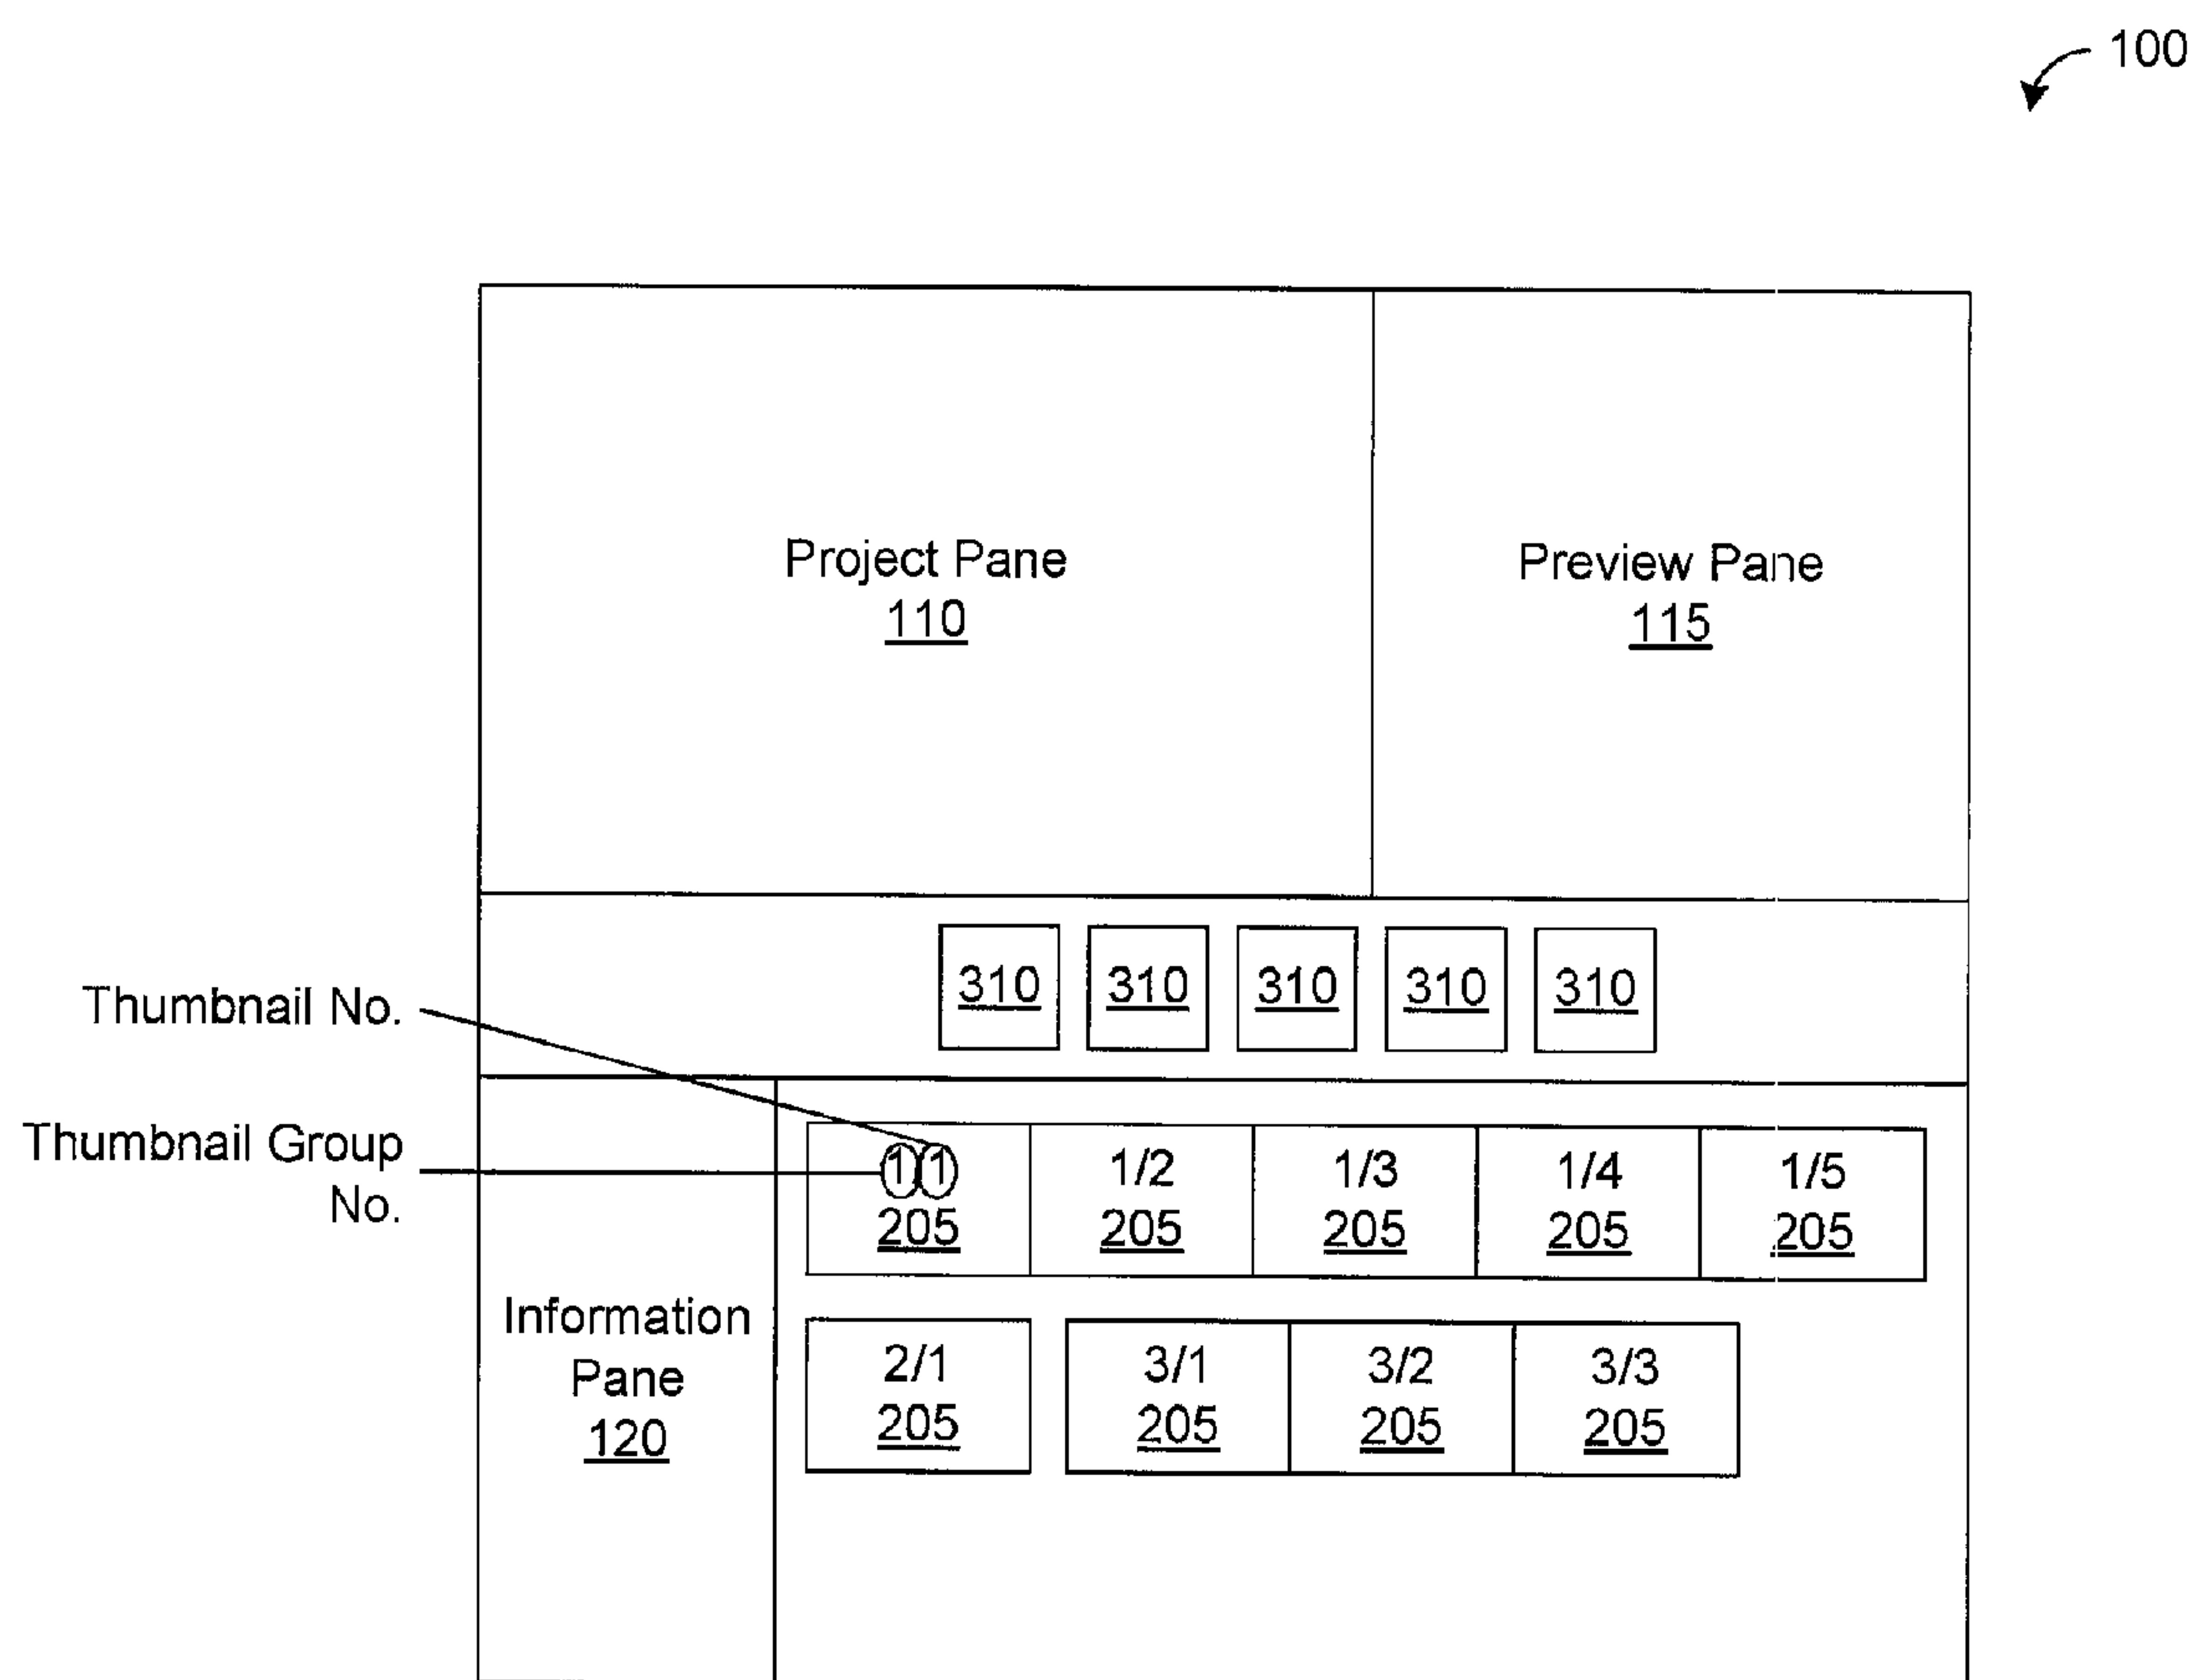 100
Project Pane
110
Preview Pane
115
310 310 310 310 310
Thumbnail No.
Thumbnail Group
No.
1/1 1/2 1/3 1/4 1/5
205 205 205 205 205
Information
Pane
120
2/1 3/1 3/2 3/3
205 205 205 205